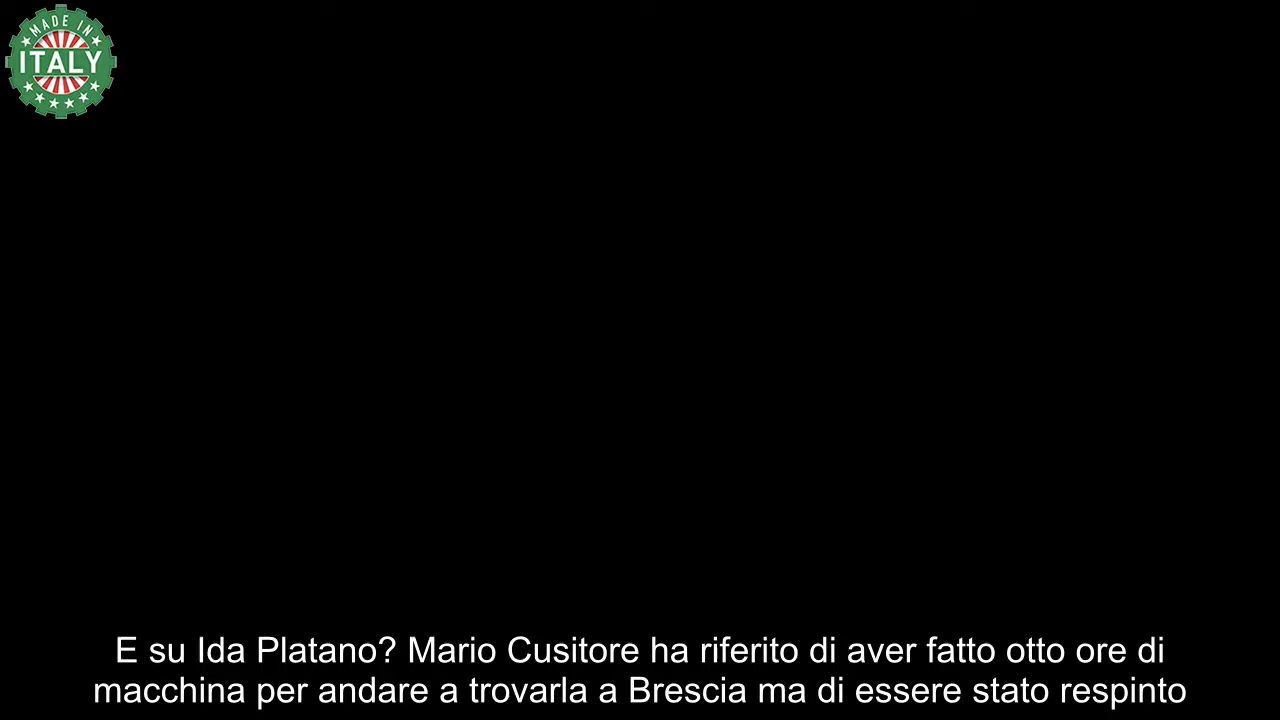 MADE IN
ITALY
E su Ida Platano? Mario Cusitore ha riferito di aver fatto otto ore di
macchina per andare a trovarla a Brescia ma di essere stato respinto